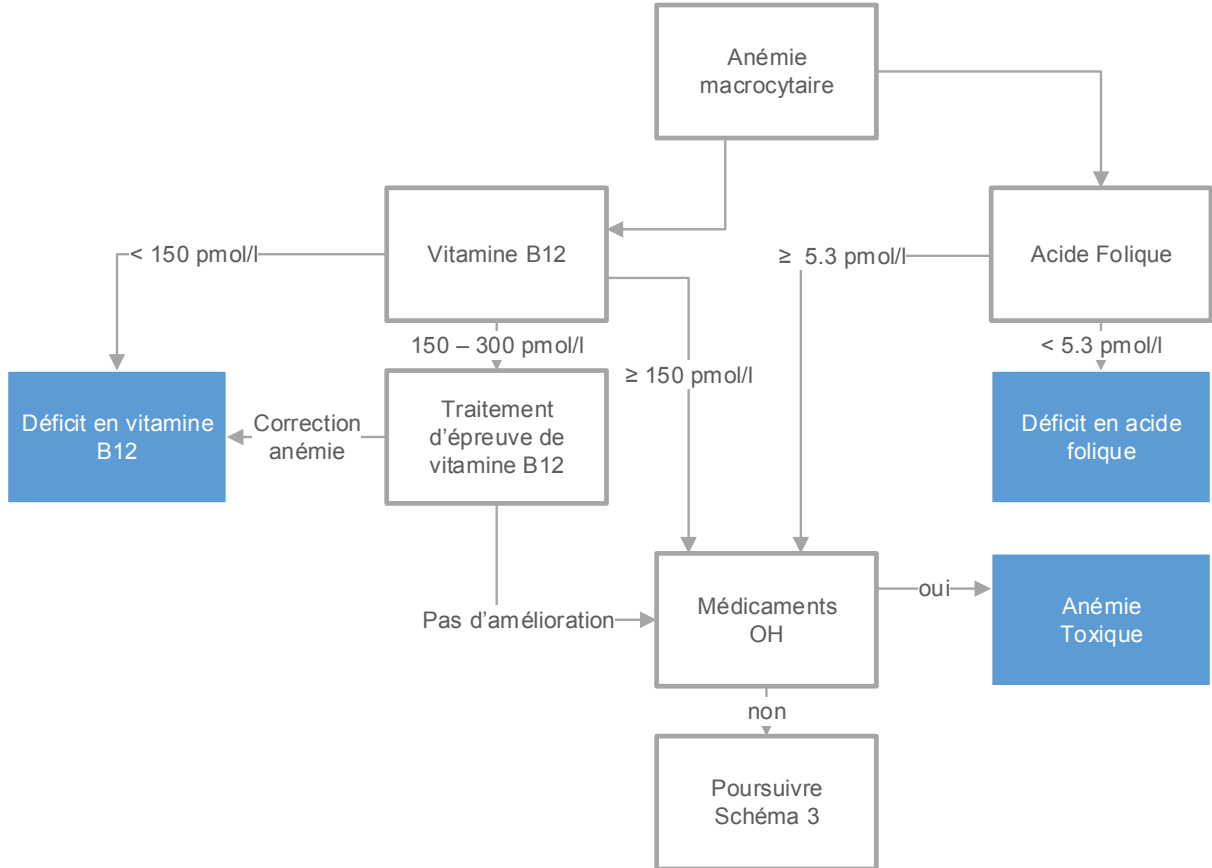 Anémie
macrocytaire
Vitamine B12
Acide Folique
< 150 pmol/l
≥ 5.3 pmol/l
150 – 300 pmol/l
< 5.3 pmol/l
≥ 150 pmol/l
Déficit en vitamine
B12
Correction
anémie
Traitement
d'épreuve de
vitamine B12
Déficit en acide
folique
Pas d'amélioration
Médicaments
OH
oui
Anémie
Toxique
non
Poursuivre
Schéma 3